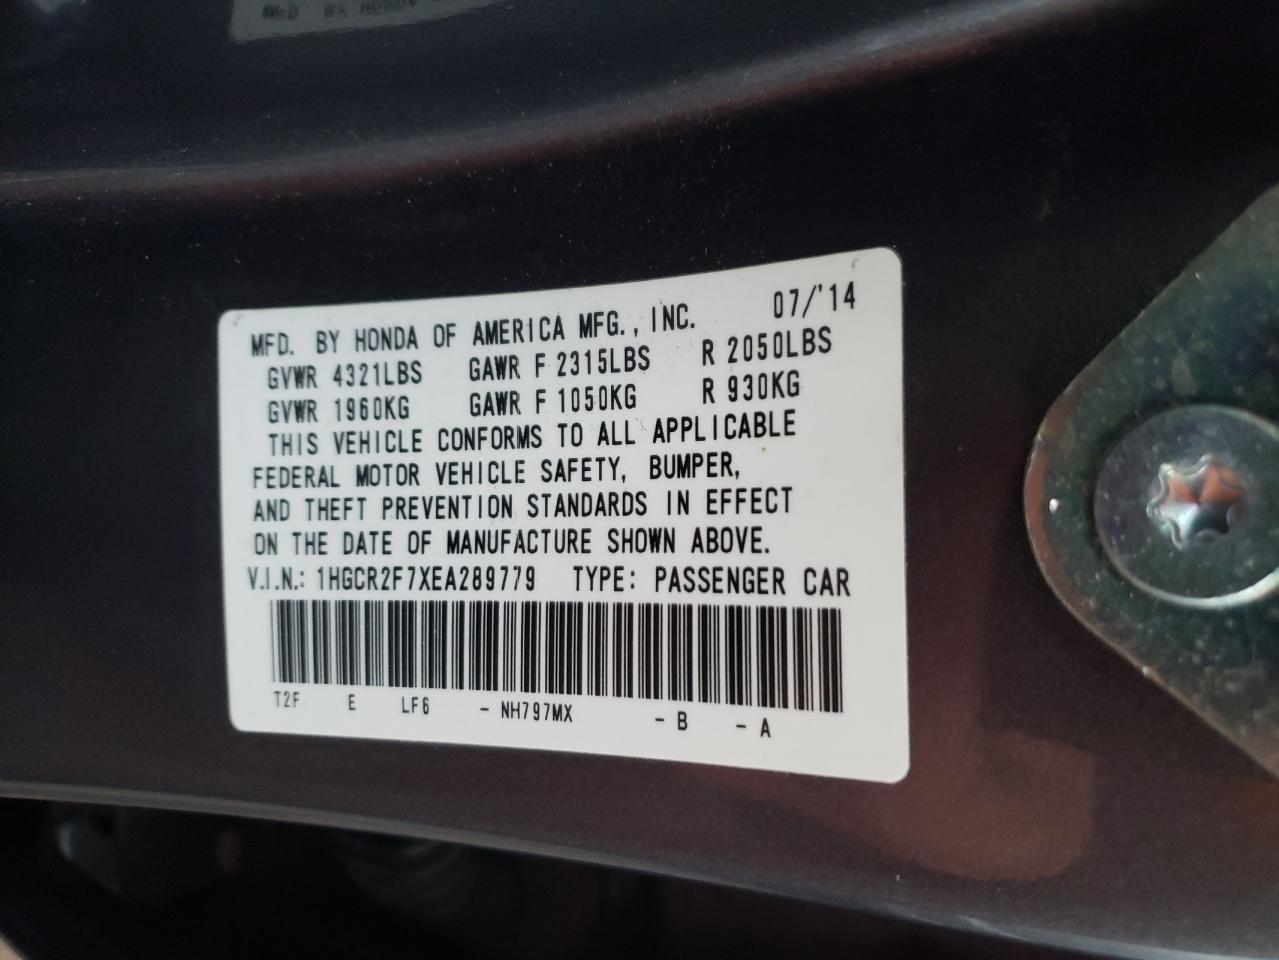 MFD. BY HONDA OF AMERICA MFG., INC. 07/'14
GVWR 4321LBS GAWR F 2315LBS R 2050LBS
GVWR 1960KG GAWR F 1050KG R 930KG
THIS VEHICLE CONFORMS TO ALL APPLICABLE
FEDERAL MOTOR VEHICLE SAFETY, BUMPER,
AND THEFT PREVENTION STANDARDS IN EFFECT
ON THE DATE OF MANUFACTURE SHOWN ABOVE.
V.I.N.: 1HGCR2F7XEA289779 TYPE: PASSENGER CAR
T2F E LF6 - NH797MX - B - A